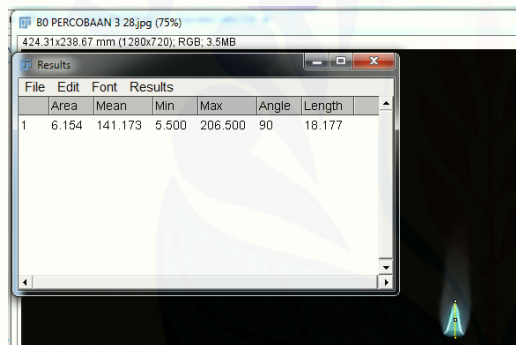 B0 PERCOBAAN 3 28.jpg (75%)
424.31x238.67 mm (1280x720); RGB; 3.5MB
Results
File Edit Font Results
Area Mean Min Max Angle Length
1 6.154 141.173 5.500 206.500 90 18.177